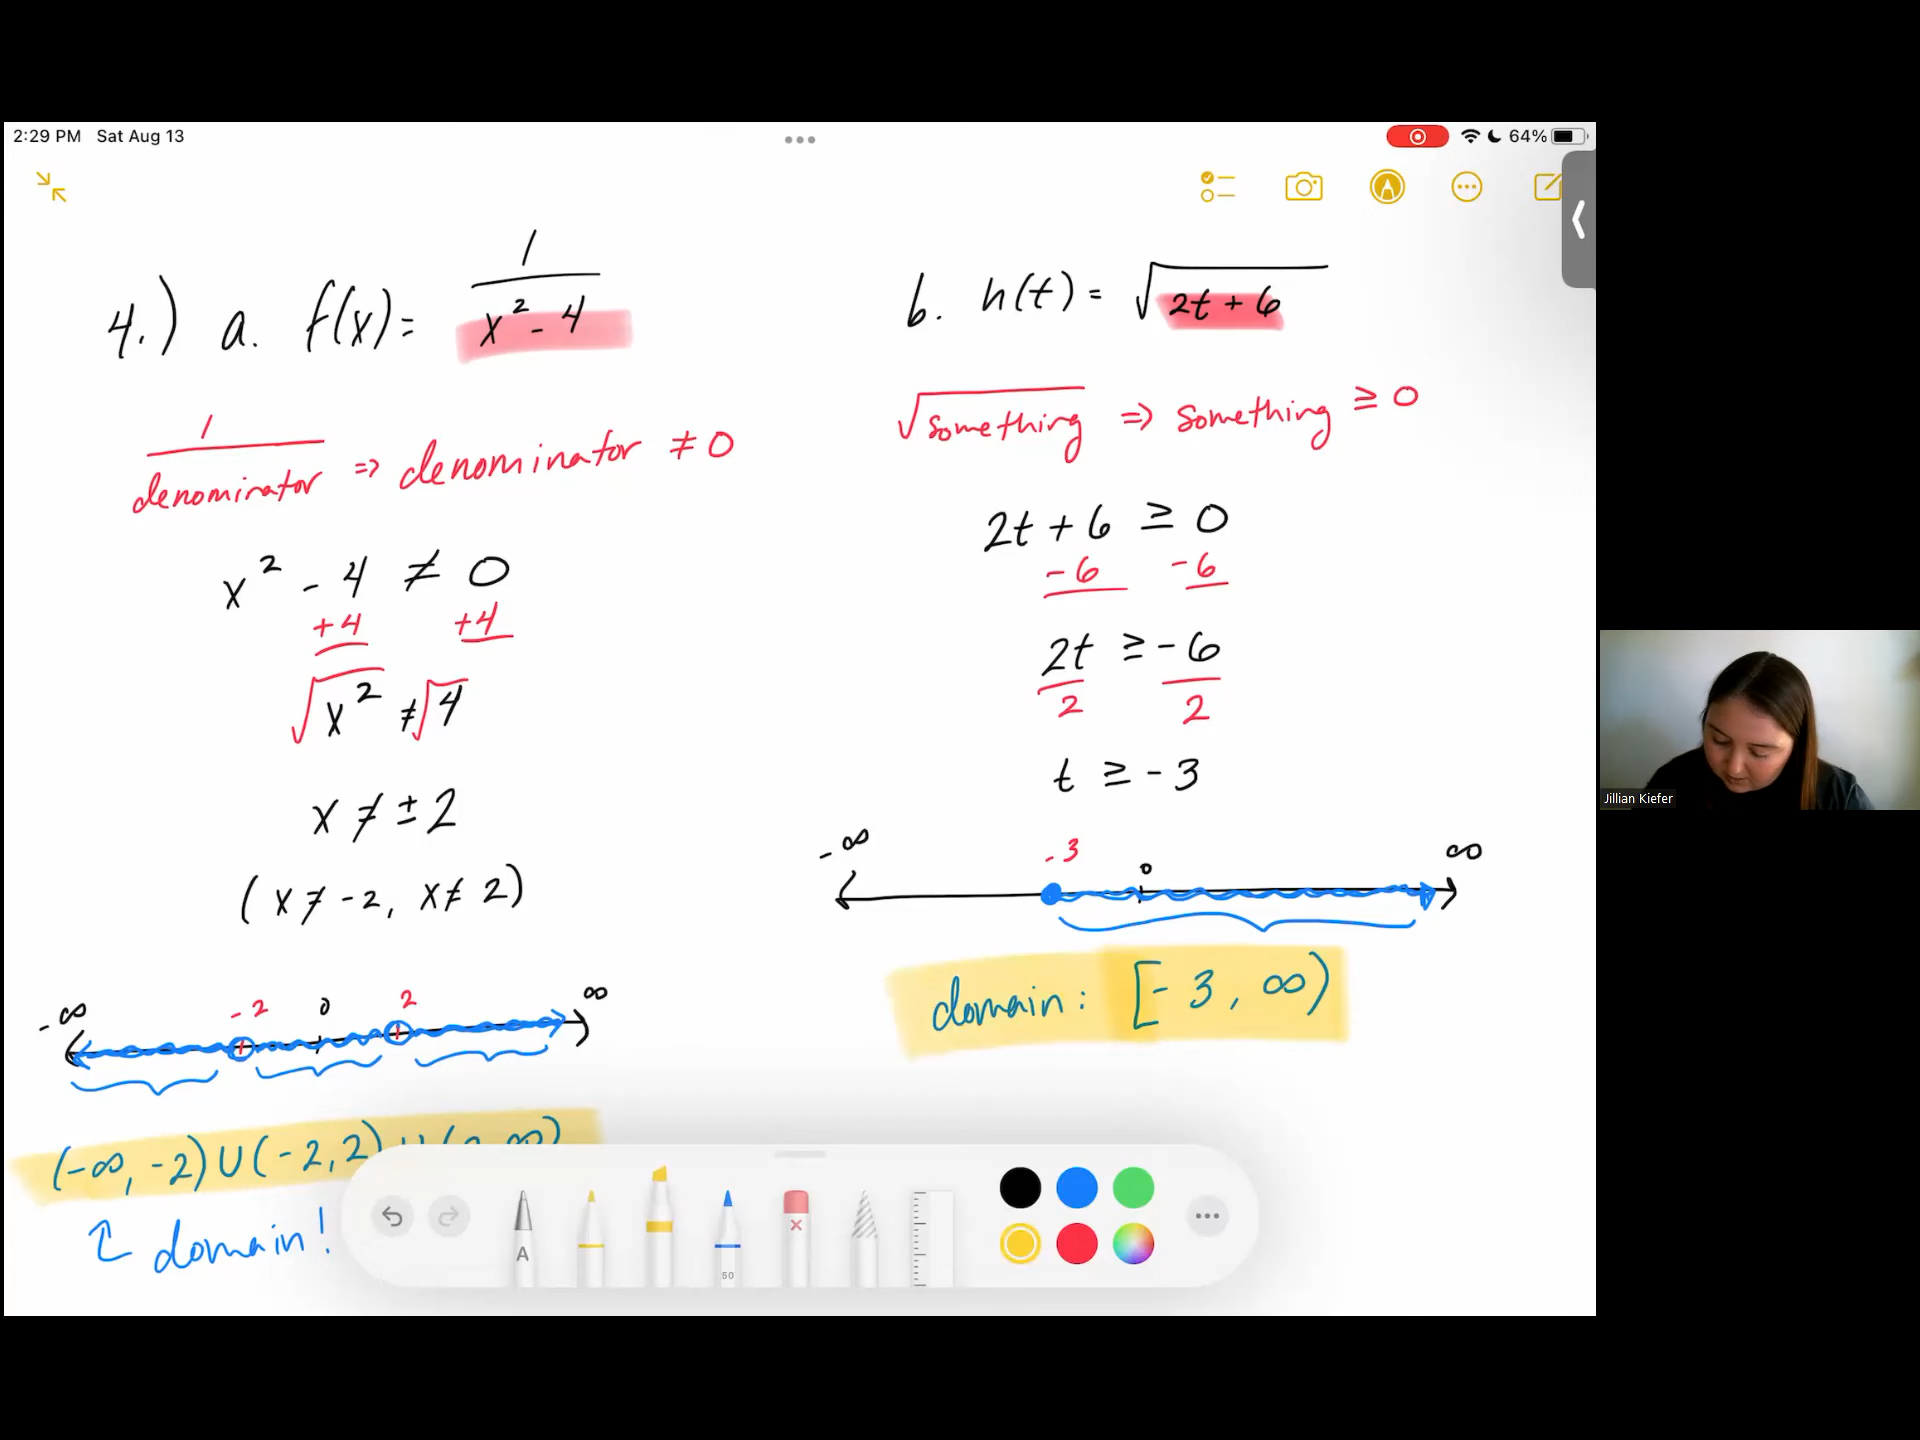 2:29 PM Sat Aug 13
64%
4.) a. f(x) = 1 / x² - 4
1 / denominator => denominator ≠ 0
x² - 4 ≠ 0
+4 +4
√x² ≠ √4
x ≠ ± 2
(x ≠ -2, x ≠ 2)
-∞ -2 0 2 ∞
(-∞, -2) U (-2, 2) U (2, ∞)
↑ domain!
b. h(t) = √2t + 6
√something => something ≥ 0
2t + 6 ≥ 0
-6 -6
2t ≥ -6
2 2
t ≥ -3
-∞ -3 0 ∞
domain: [-3, ∞)
A
50
Jillian Kiefer